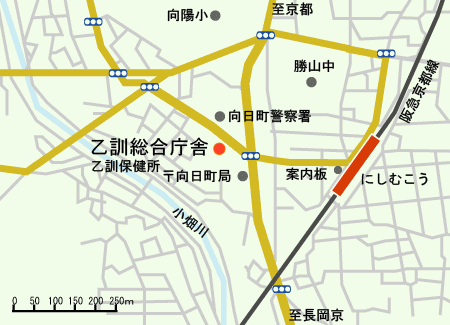 向陽小
至京都
勝山中
阪急京都線
向日町警察署
乙訓総合庁舎
乙訓保健所
〒向日町局
案内板
にしむこう
小畑川
0 50 100 150 200 250m
至長岡京